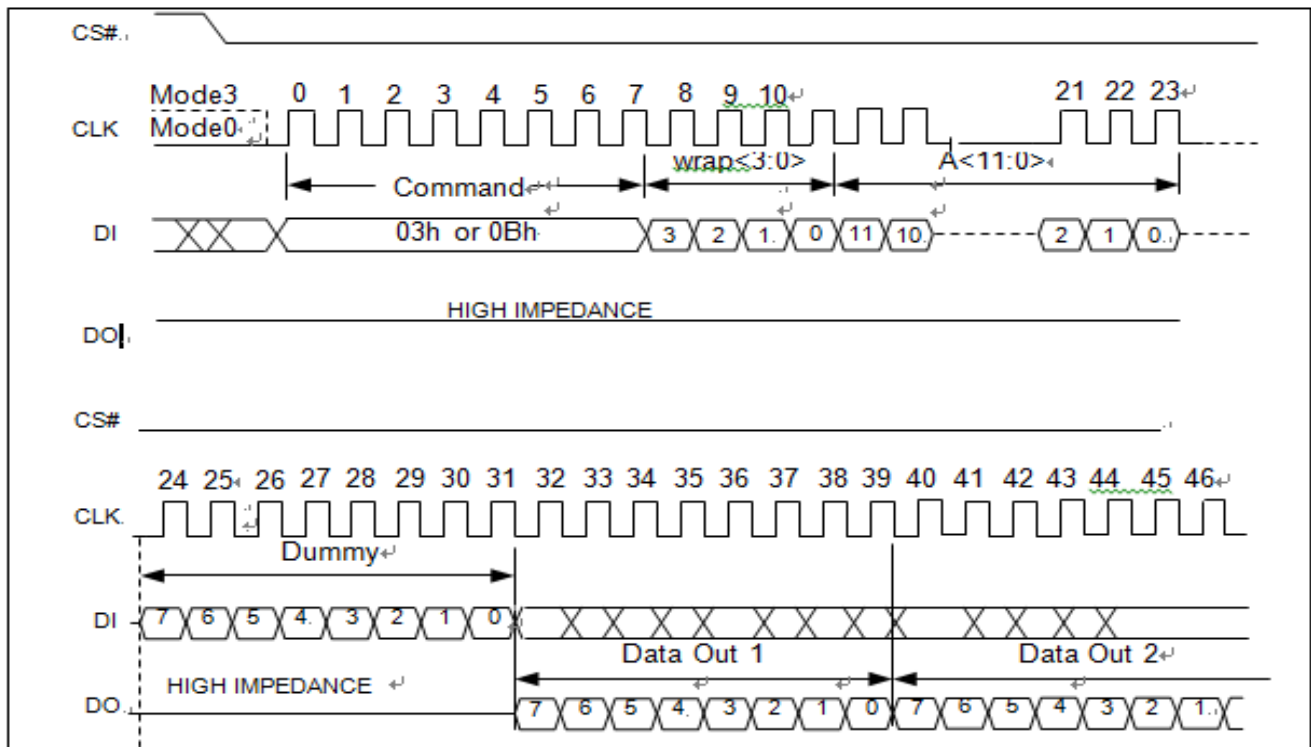 CS#.
Mode3 0 1 2 3 4 5 6 7 8 9 10↵ 21 22 23↵
CLK Mode0
wrap<3:0> A<11:0>
Command
DI 03h or 0Bh 3 2 1. 0 11 10. 2 1 0.
HIGH IMPEDANCE
DO
CS#
24 25 26 27 28 29 30 31 32 33 34 35 36 37 38 39 40 41 42 43 44 45 46↵
CLK.
Dummy↵
DI 7 6 5 4. 3 2 1 0
Data Out 1 ↵ Data Out 2↵
HIGH IMPEDANCE ↵
DO. 7 6 5 4. 3 2 1 0 7 6 5 4 3 2 1.